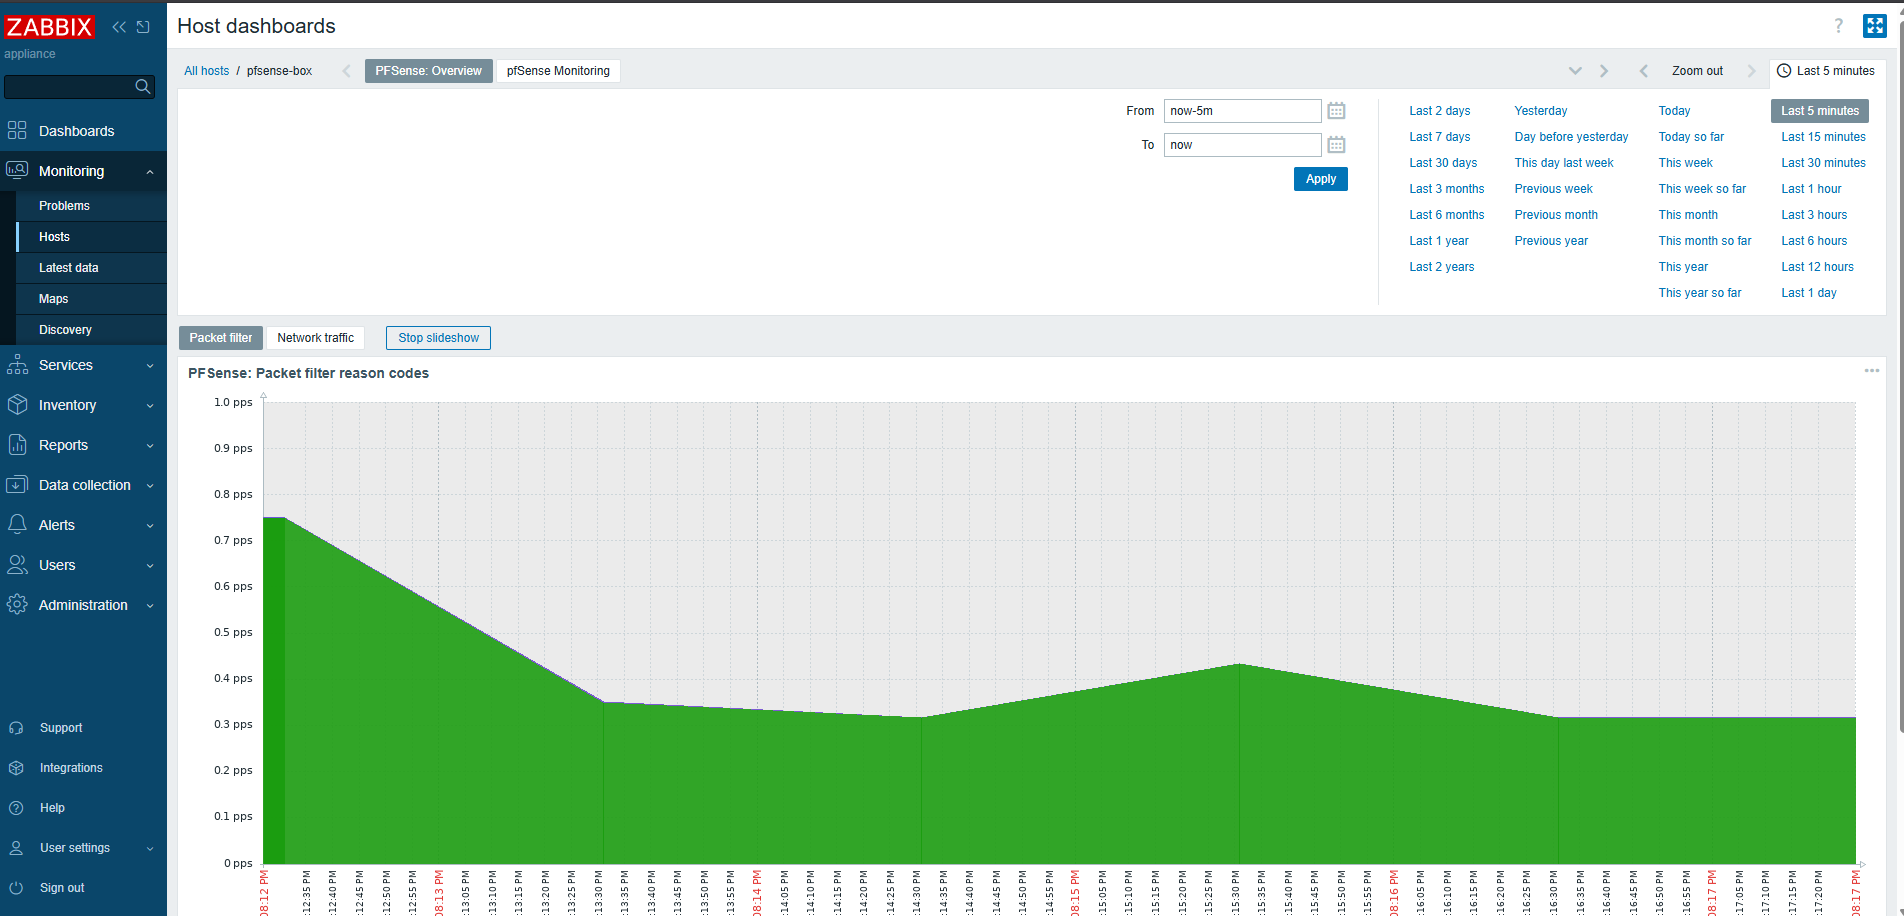 ZABBIX
appliance
Dashboards
Monitoring
Problems
Hosts
Latest data
Maps
Discovery
Services
Inventory
Reports
Data collection
Alerts
Users
Administration
Support
Integrations
Help
User settings
Sign out
Host dashboards
?
All hosts / pfsense-box
PFSense: Overview
pfSense Monitoring
Zoom out
Last 5 minutes
From now-5m
To now
Apply
Last 2 days Yesterday Today Last 5 minutes
Last 7 days Day before yesterday Today so far Last 15 minutes
Last 30 days This day last week This week Last 30 minutes
Last 3 months Previous week This week so far Last 1 hour
Last 6 months Previous month This month Last 3 hours
Last 1 year Previous year This month so far Last 6 hours
Last 2 years This year Last 12 hours
This year so far Last 1 day
Packet filter Network traffic Stop slideshow
PFSense: Packet filter reason codes
1.0 pps
0.9 pps
0.8 pps
0.7 pps
0.6 pps
0.5 pps
0.4 pps
0.3 pps
0.2 pps
0.1 pps
0 pps
08:12 PM
:12:35 PM
:12:40 PM
:12:45 PM
:12:50 PM
:12:55 PM
08:13 PM
:13:05 PM
:13:10 PM
:13:15 PM
:13:20 PM
:13:25 PM
:13:30 PM
:13:35 PM
:13:40 PM
:13:45 PM
:13:50 PM
:13:55 PM
08:14 PM
:14:05 PM
:14:10 PM
:14:15 PM
:14:20 PM
:14:25 PM
:14:30 PM
:14:35 PM
:14:40 PM
:14:45 PM
:14:50 PM
:14:55 PM
08:15 PM
:15:05 PM
:15:10 PM
:15:15 PM
:15:20 PM
:15:25 PM
:15:30 PM
:15:35 PM
:15:40 PM
:15:45 PM
:15:50 PM
:15:55 PM
08:16 PM
:16:05 PM
:16:10 PM
:16:15 PM
:16:20 PM
:16:25 PM
:16:30 PM
:16:35 PM
:16:40 PM
:16:45 PM
:16:50 PM
:16:55 PM
08:17 PM
:17:05 PM
:17:10 PM
:17:15 PM
:17:20 PM
08:17 PM